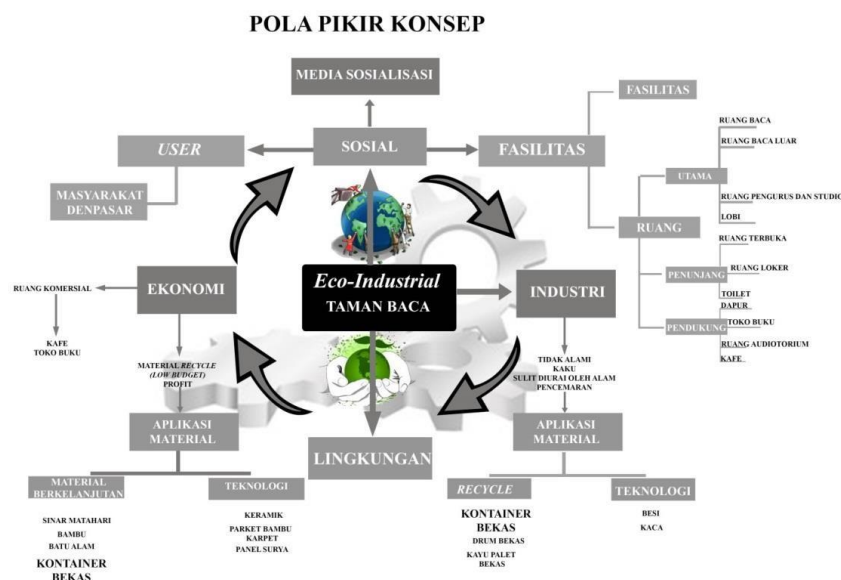 POLA PIKIR KONSEP
MEDIA SOSIALISASI
USER
SOSIAL
FASILITAS
FASILITAS
MASYARAKAT
DENPASAR
RUANG
UTAMA
RUANG BACA
RUANG BACA LUAR
RUANG PENGURUS DAN STUDIO
LOBI
PENUNJANG
RUANG TERBUKA
RUANG LOKER
TOILET
PENDUKUNG
DAPUR
TOKO BUKU
RUANG AUDIOTORIUM
KAFE
Eco-Industrial
TAMAN BACA
EKONOMI
INDUSTRI
RUANG KOMERSIAL
KAFE
TOKO BUKU
MATERIAL RECYCLE
(LOW BUDGET)
PROFIT
TIDAK ALAMI
KAKU
SULIT DIURAI OLEH ALAM
PENCEMARAN
APLIKASI
MATERIAL
LINGKUNGAN
APLIKASI
MATERIAL
MATERIAL
BERKELANJUTAN
TEKNOLOGI
RECYCLE
TEKNOLOGI
SINAR MATAHARI
BAMBU
BATU ALAM
KONTAINER
BEKAS
KERAMIK
PARKET BAMBU
KARPET
PANEL SURYA
KONTAINER
BEKAS
DRUM BEKAS
KAYU PALET
BEKAS
BESI
KACA